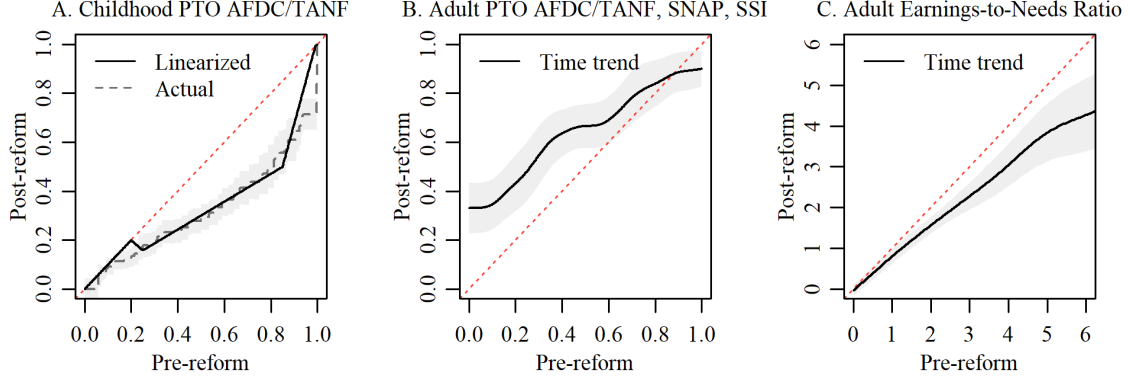 A. Childhood PTO AFDC/TANF
Linearized
Actual
Post-reform
0.0 0.2 0.4 0.6 0.8 1.0
0.0 0.2 0.4 0.6 0.8 1.0
Pre-reform
B. Adult PTO AFDC/TANF, SNAP, SSI
Time trend
Post-reform
0.0 0.2 0.4 0.6 0.8 1.0
0.0 0.2 0.4 0.6 0.8 1.0
Pre-reform
C. Adult Earnings-to-Needs Ratio
Time trend
Post-reform
0 1 2 3 4 5 6
0 1 2 3 4 5 6
Pre-reform